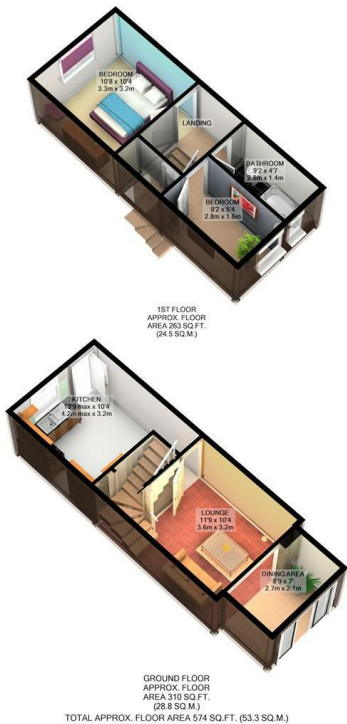 BEDROOM
10'8 x 10'4
3.3m x 3.2m
LANDING
BATHROOM
9'2 x 4'7
2.8m x 1.4m
BEDROOM
9'2 x 5'4
2.8m x 1.6m
1ST FLOOR
APPROX. FLOOR
AREA 263 SQ.FT.
(24.5 SQ.M.)
KITCHEN
13'9 max x 10'4
4.2m max x 3.2m
LOUNGE
11'9 x 10'4
3.6m x 3.2m
DINING AREA
8'9 x 7'
2.7m x 2.1m
GROUND FLOOR
APPROX. FLOOR
AREA 310 SQ.FT.
(28.8 SQ.M.)
TOTAL APPROX. FLOOR AREA 574 SQ.FT. (53.3 SQ.M.)